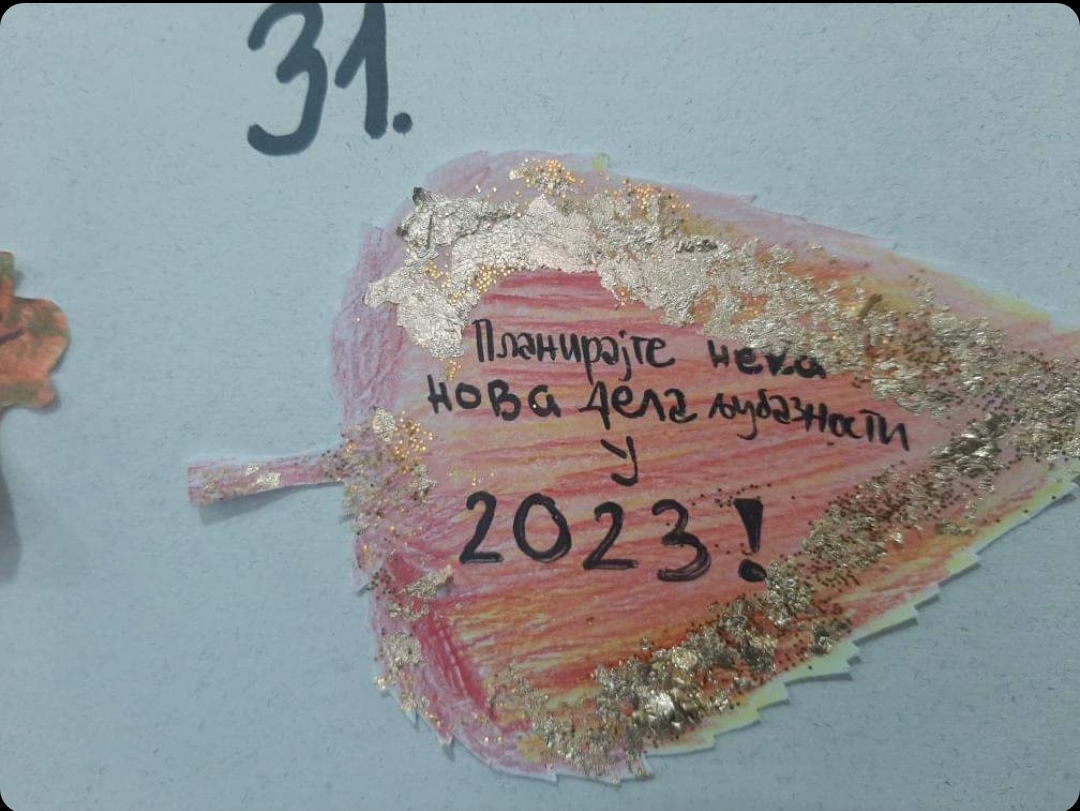 31.
Планирајте нека
нова дела љубазности
у
2023!